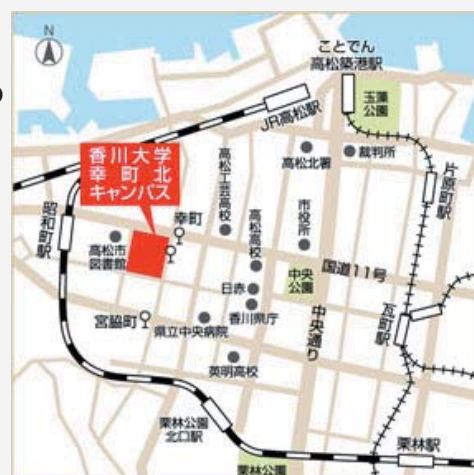 N
ことでん
高松築港駅
玉藻
公園
JR高松駅
高松北署
裁判所
片原町駅
香川大学
幸町北
キャンパス
高松工芸高校
昭和町駅
幸町
高松高校
市役所
高松市
図書館
国道11号
中央
公園
日赤
香川県庁
宮脇町
県立中央病院
中央通り
瓦町駅
英明高校
栗林公園
北口駅
栗林駅
栗林公園